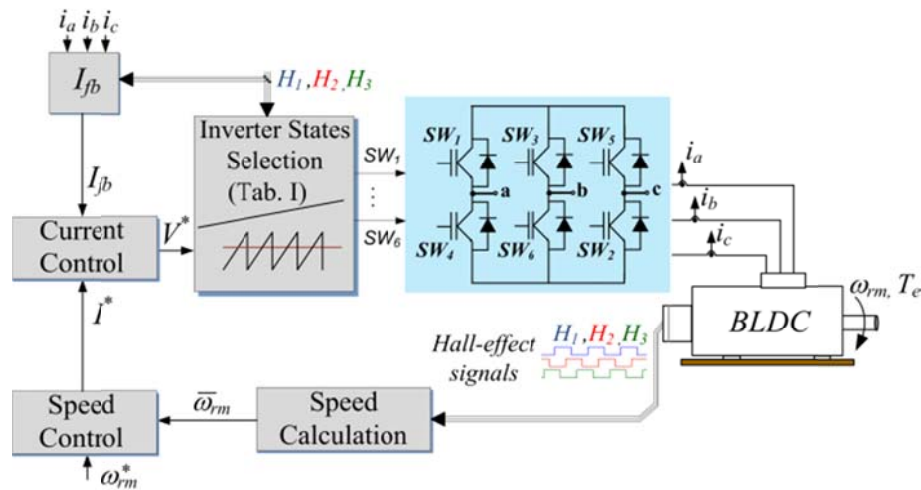 i_a i_b i_c
I_fb
H_1 ,H_2 ,H_3
Inverter States
Selection
(Tab. I)
SW_1
⋮
SW_6
SW_1
SW_3
SW_5
a
b
c
SW_4
SW_6
SW_2
i_a
i_b
i_c
I_fb
Current
Control
V^*
I^*
BLDC
ω_rm, T_e
Hall-effect
signals
H_1 ,H_2 ,H_3
Speed
Control
ω̅_rm
Speed
Calculation
ω_rm^*